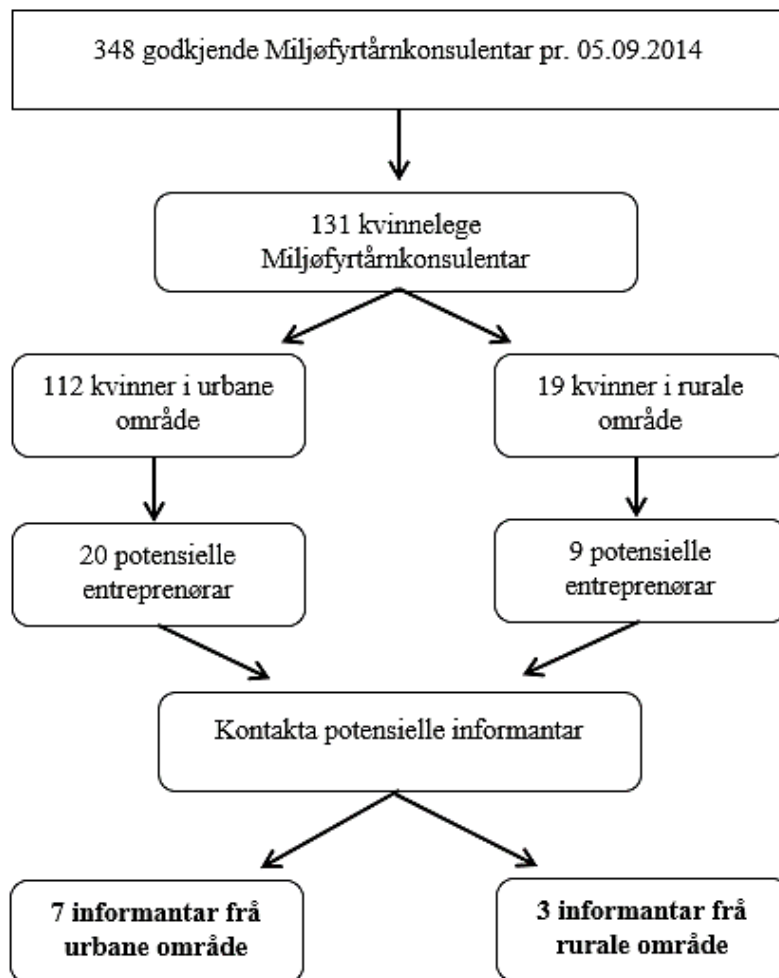 348 godkjende Miljøfyrtårnkonsulentar pr. 05.09.2014
131 kvinnelege
Miljøfyrtårnkonsulentar
112 kvinner i urbane
område
19 kvinner i rurale
område
20 potensielle
entreprenørar
9 potensielle
entreprenørar
Kontakta potensielle informantar
7 informantar frå
urbane område
3 informantar frå
rurale område